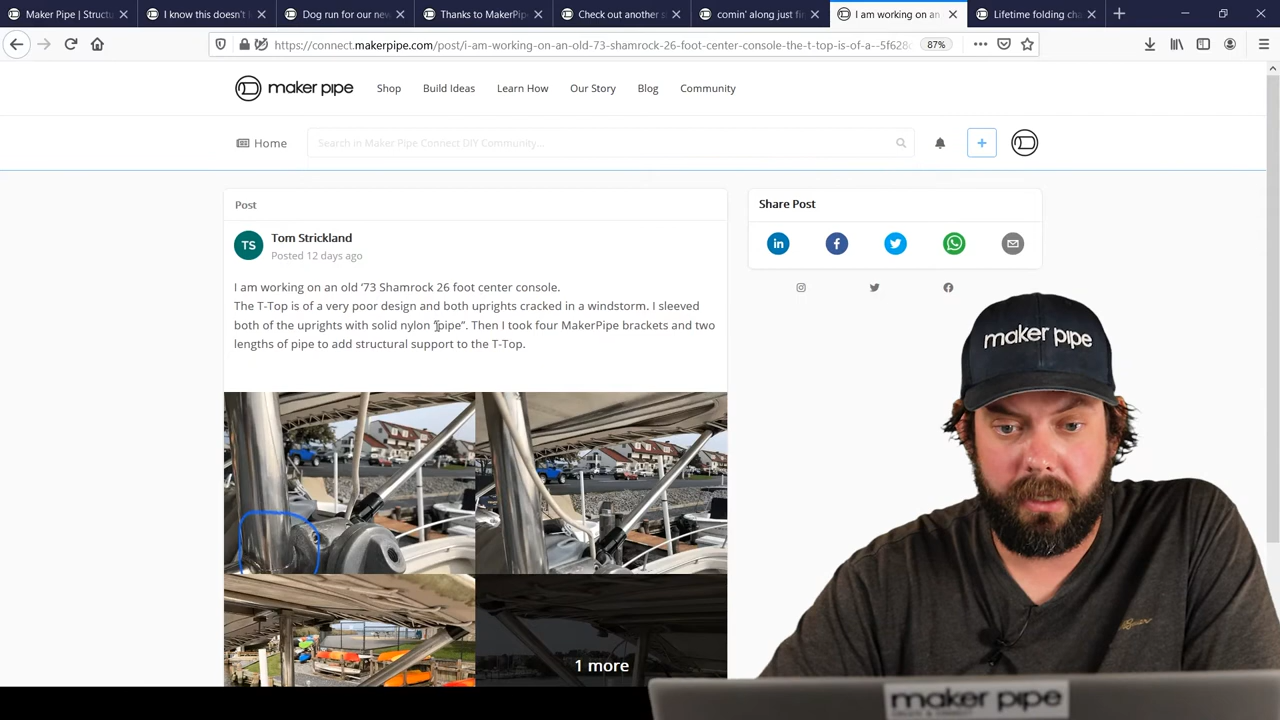 Maker Pipe | Structu
I know this doesn't l
Dog run for our new
Thanks to MakerPip
Check out another s
comin' along just fin
I am working on an
Lifetime folding cha
https://connect.makerpipe.com/post/i-am-working-on-an-old-73-shamrock-26-foot-center-console-the-t-top-is-of-a--5f628
87%
maker pipe
Shop
Build Ideas
Learn How
Our Story
Blog
Community
Home
Search in Maker Pipe Connect DIY Community...
Post
Share Post
TS
Tom Strickland
Posted 12 days ago
I am working on an old ‘73 Shamrock 26 foot center console.
The T-Top is of a very poor design and both uprights cracked in a windstorm. I sleeved
both of the uprights with solid nylon “pipe”. Then I took four MakerPipe brackets and two
lengths of pipe to add structural support to the T-Top.
1 more
maker pipe
maker pipe